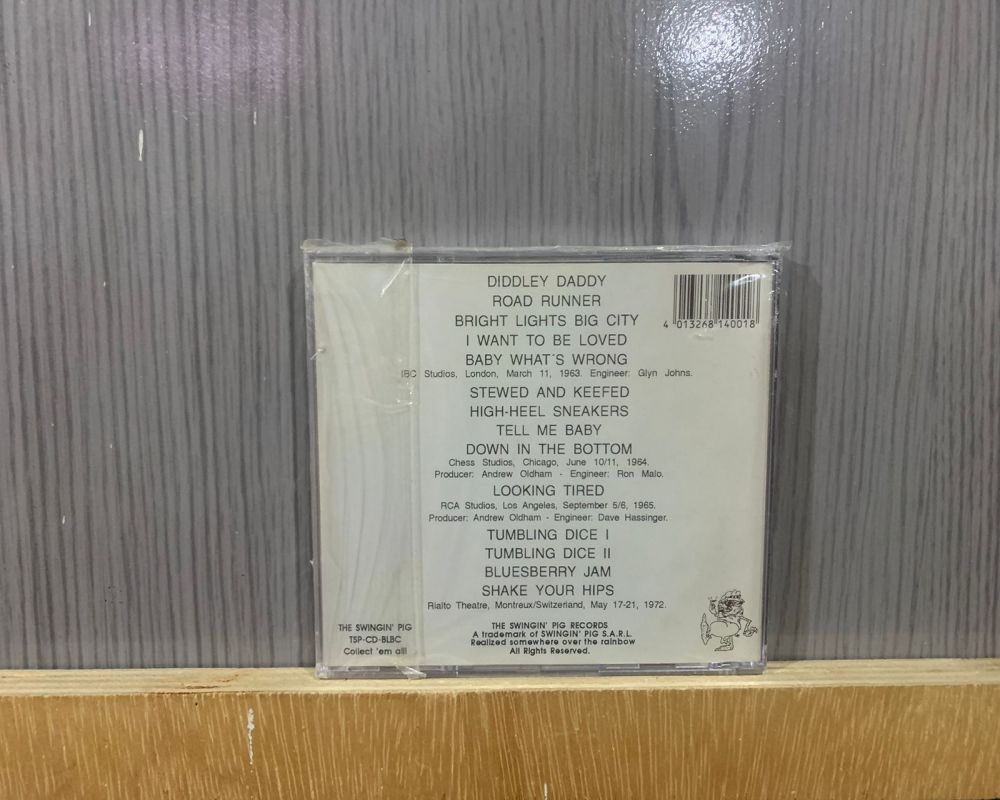 DIDDLEY DADDY
ROAD RUNNER
BRIGHT LIGHTS BIG CITY
I WANT TO BE LOVED
BABY WHAT´S WRONG
IBC Studios, London, March 11, 1963. Engineer: Glyn Johns.
4 013268 140018
STEWED AND KEEFED
HIGH-HEEL SNEAKERS
TELL ME BABY
DOWN IN THE BOTTOM
Chess Studios, Chicago, June 10/11, 1964.
Producer: Andrew Oldham - Engineer: Ron Malo.
LOOKING TIRED
RCA Studios, Los Angeles, September 5/6, 1965.
Producer: Andrew Oldham - Engineer: Dave Hassinger.
TUMBLING DICE I
TUMBLING DICE II
BLUESBERRY JAM
SHAKE YOUR HIPS
Rialto Theatre, Montreux/Switzerland, May 17-21, 1972.
THE SWINGIN' PIG
TSP-CD-BLBC
Collect 'em all!
THE SWINGIN' PIG RECORDS
A trademark of SWINGIN' PIG S.A.R.L.
Realized somewhere over the rainbow
All Rights Reserved.